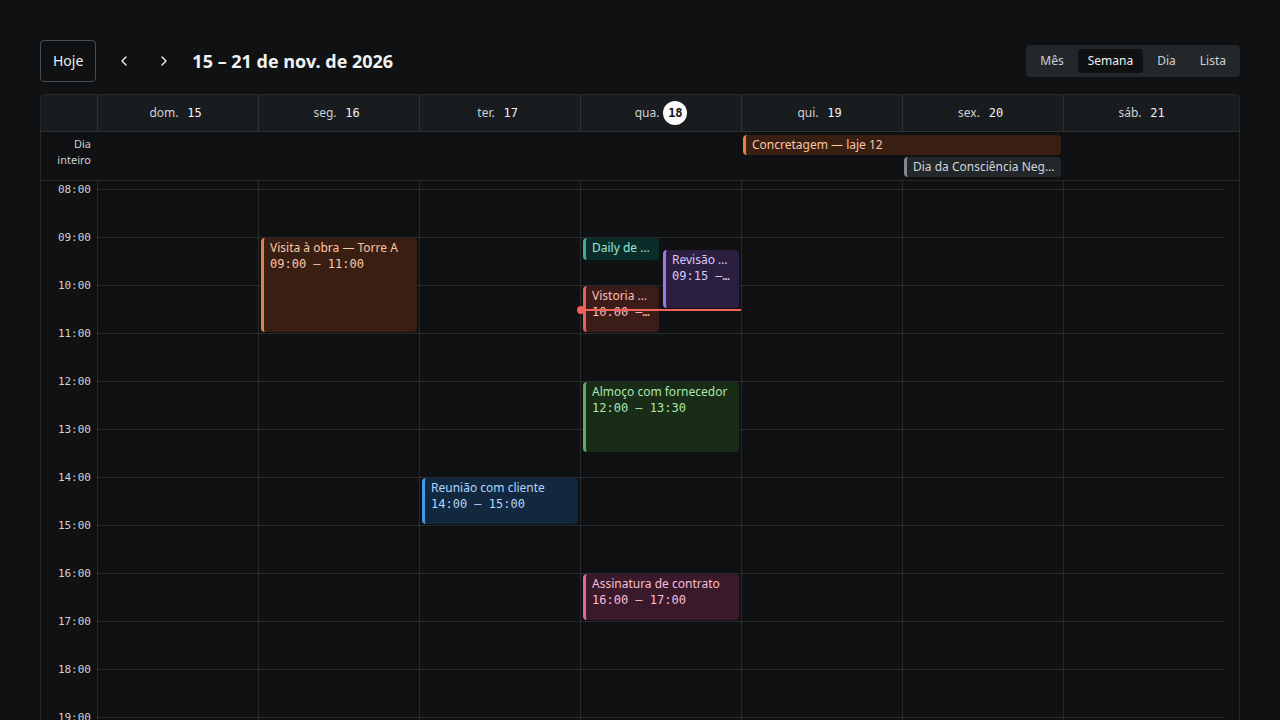 Hoje
15 – 21 de nov. de 2026
Mês Semana Dia Lista
dom. 15 seg. 16 ter. 17 qua. 18 qui. 19 sex. 20 sáb. 21
Dia
inteiro
Concretagem — laje 12
Dia da Consciência Neg…
08:00
09:00
Visita à obra — Torre A
09:00 – 11:00
Daily de …
Revisão …
09:15 –…
10:00
Vistoria …
10:00 –…
11:00
12:00
Almoço com fornecedor
12:00 – 13:30
13:00
14:00
Reunião com cliente
14:00 – 15:00
15:00
16:00
Assinatura de contrato
16:00 – 17:00
17:00
18:00
19:00